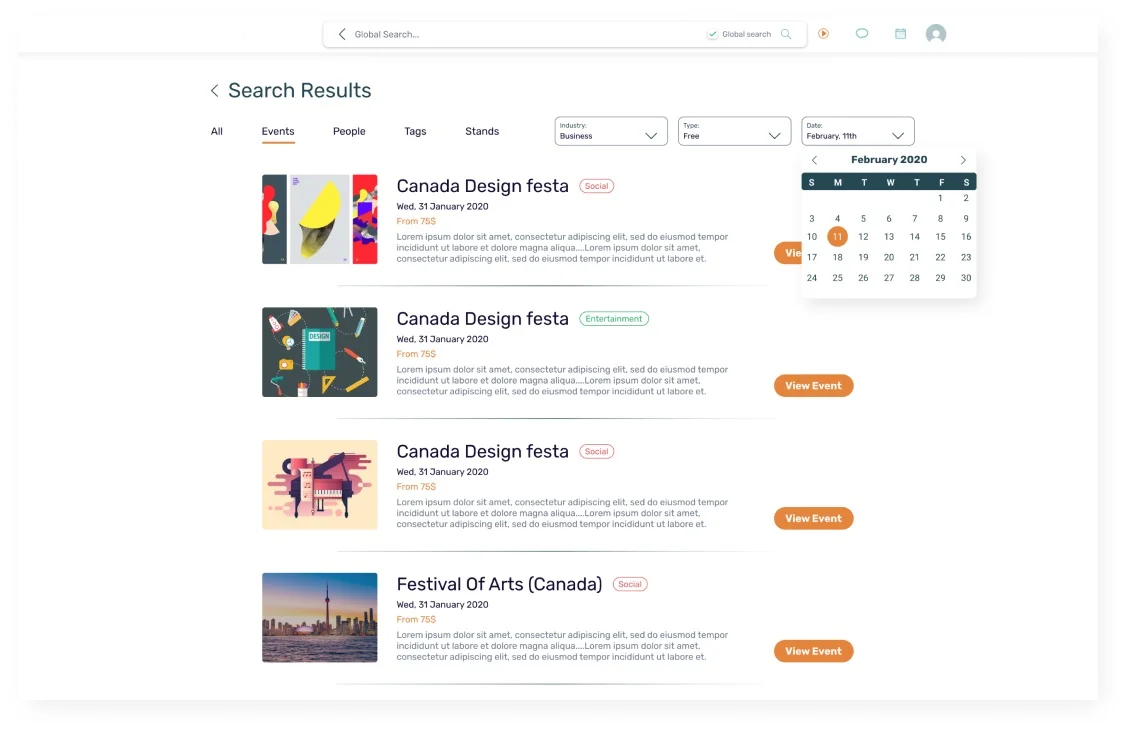 Global Search...
Global search
Search Results
All Events People Tags Stands
Industry:
Business
Type:
Free
Date:
February, 11th
February 2020
S M T W T F S
1 2
3 4 5 6 7 8 9
10 11 12 13 14 15 16
17 18 19 20 21 22 23
24 25 26 27 28 29 30
Canada Design festa Social
Wed, 31 January 2020
From 75$
Lorem ipsum dolor sit amet, consectetur adipiscing elit, sed do eiusmod tempor
incididunt ut labore et dolore magna aliqua....Lorem ipsum dolor sit amet,
consectetur adipiscing elit, sed do eiusmod tempor incididunt ut labore et.
Vie
DESIGN
Canada Design festa Entertainment
Wed, 31 January 2020
From 75$
Lorem ipsum dolor sit amet, consectetur adipiscing elit, sed do eiusmod tempor
incididunt ut labore et dolore magna aliqua....Lorem ipsum dolor sit amet,
consectetur adipiscing elit, sed do eiusmod tempor incididunt ut labore et.
View Event
Canada Design festa Social
Wed, 31 January 2020
From 75$
Lorem ipsum dolor sit amet, consectetur adipiscing elit, sed do eiusmod tempor
incididunt ut labore et dolore magna aliqua....Lorem ipsum dolor sit amet,
consectetur adipiscing elit, sed do eiusmod tempor incididunt ut labore et.
View Event
Festival Of Arts (Canada) Social
Wed, 31 January 2020
From 75$
Lorem ipsum dolor sit amet, consectetur adipiscing elit, sed do eiusmod tempor
incididunt ut labore et dolore magna aliqua....Lorem ipsum dolor sit amet,
consectetur adipiscing elit, sed do eiusmod tempor incididunt ut labore et.
View Event